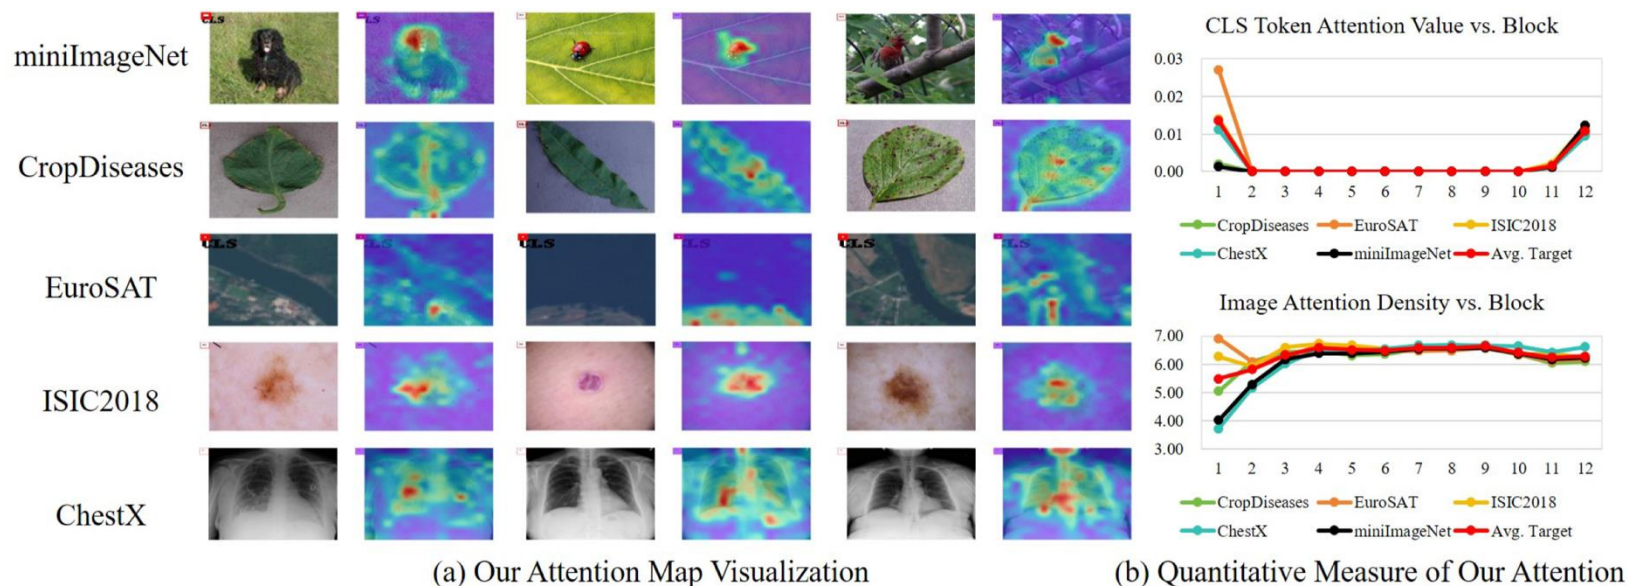 miniImageNet
CropDiseases
EuroSAT
CLS
CLS
CLS
ISIC2018
ChestX
(a) Our Attention Map Visualization
CLS Token Attention Value vs. Block
0.03
0.02
0.01
0.00
1 2 3 4 5 6 7 8 9 10 11 12
CropDiseases EuroSAT ISIC2018
ChestX miniImageNet Avg. Target
Image Attention Density vs. Block
7.00
6.00
5.00
4.00
3.00
1 2 3 4 5 6 7 8 9 10 11 12
CropDiseases EuroSAT ISIC2018
ChestX miniImageNet Avg. Target
(b) Quantitative Measure of Our Attention